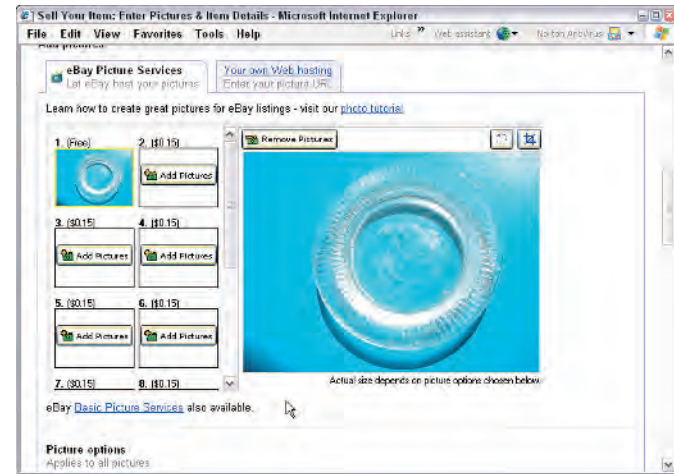 Sell Your Item: Enter Pictures & Item Details - Microsoft Internet Explorer
File Edit View Favorites Tools Help Links » Web assistant Norton AntiVirus
Add pictures
eBay Picture Services
Let eBay host your pictures
Your own Web hosting
Enter your picture URL
Learn how to create great pictures for eBay listings - visit our photo tutorial
1. (Free) 2. ($0.15)
Remove Pictures
Add Pictures
3. ($0.15) 4. ($0.15)
Add Pictures Add Pictures
5. ($0.15) 6. ($0.15)
Add Pictures Add Pictures
7. ($0.15) 8. ($0.15)
Actual size depends on picture options chosen below.
eBay Basic Picture Services also available.
Picture options
Applies to all pictures